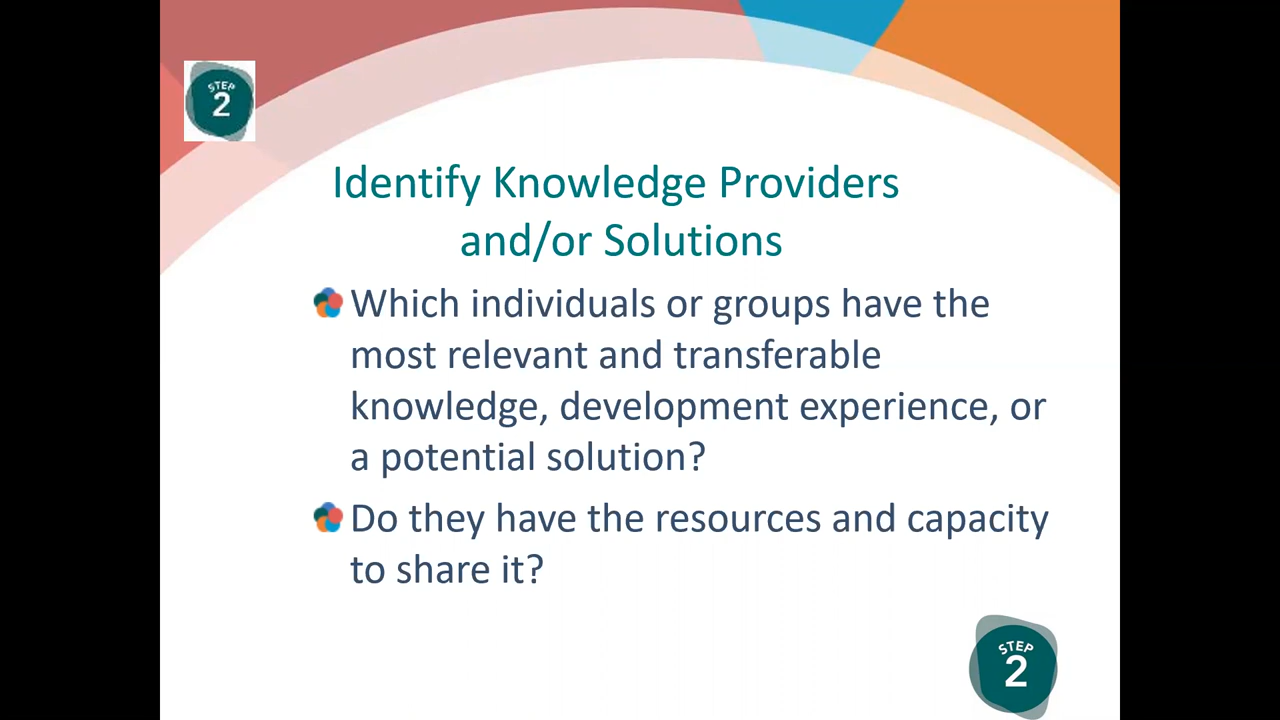 STEP
2
Identify Knowledge Providers
and/or Solutions
Which individuals or groups have the
most relevant and transferable
knowledge, development experience, or
a potential solution?
Do they have the resources and capacity
to share it?
STEP
2